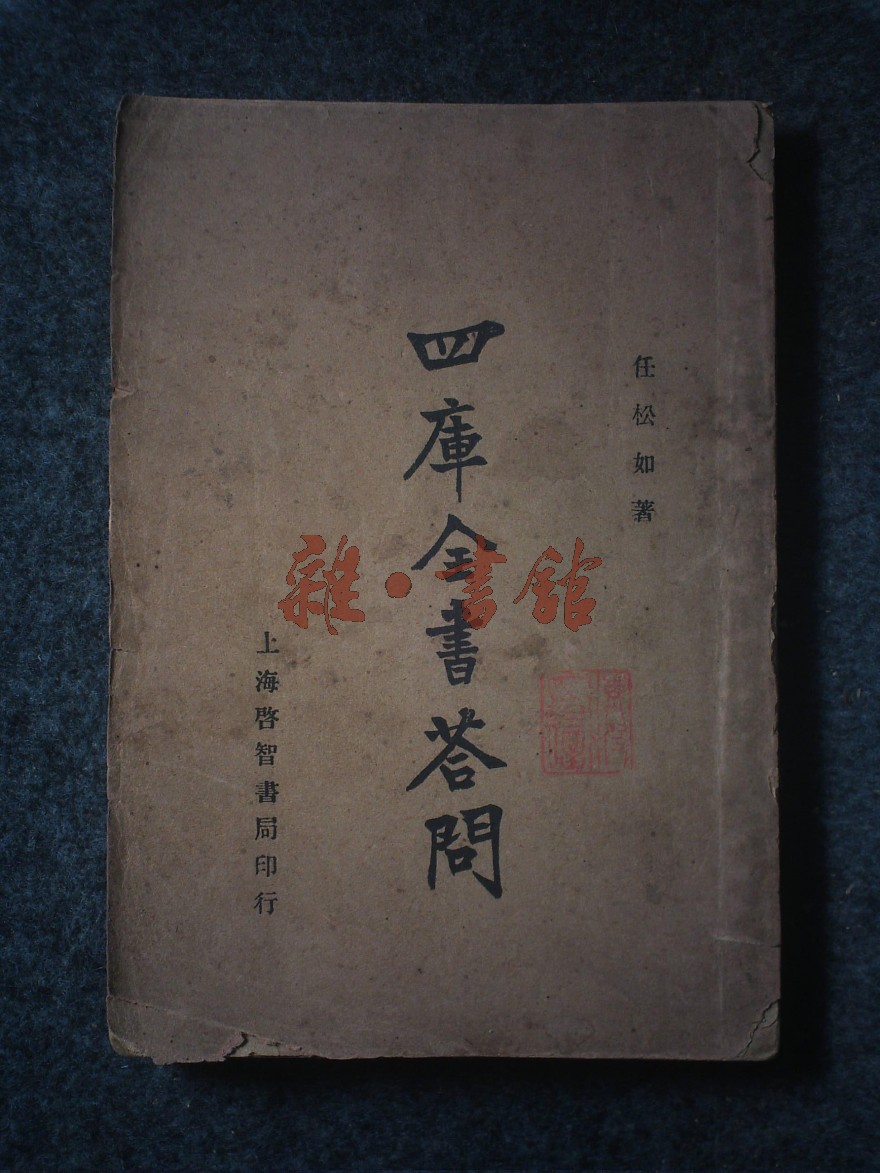 任松如著
四庫全書荅問
上海啓智書局印行
雜·書館